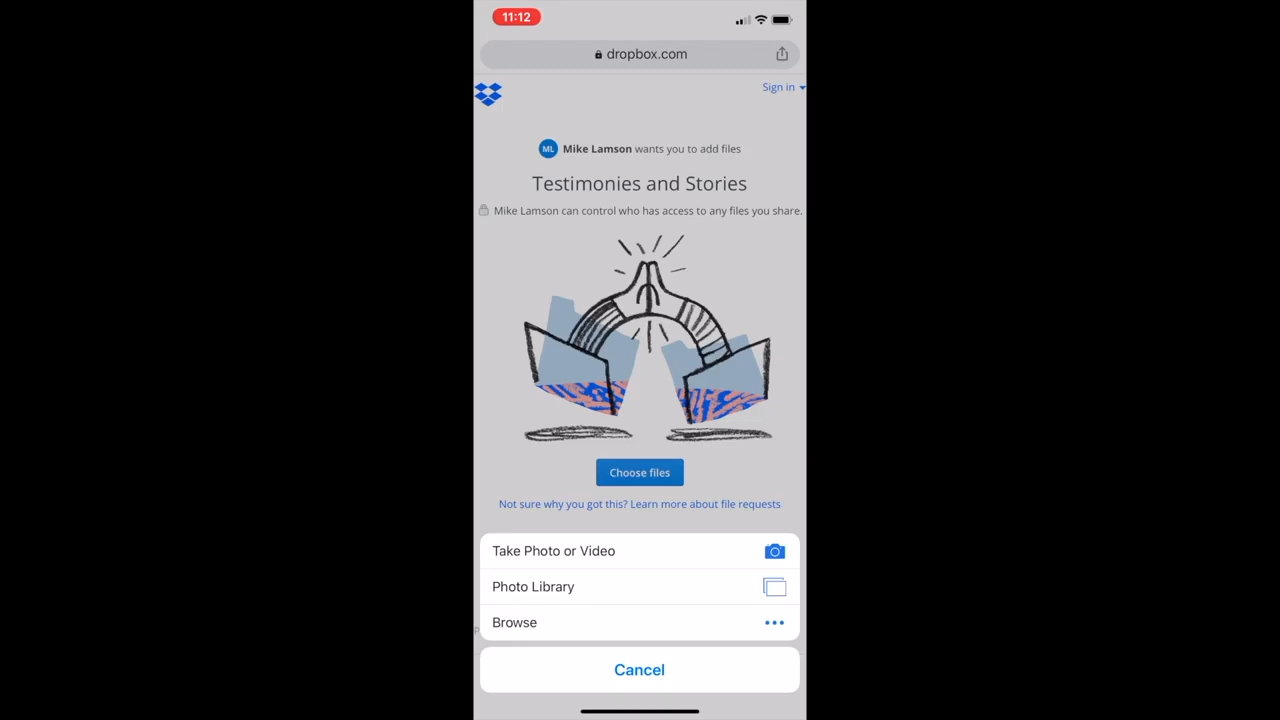 11:12
dropbox.com
Sign in
ML Mike Lamson wants you to add files
Testimonies and Stories
Mike Lamson can control who has access to any files you share.
Choose files
Not sure why you got this? Learn more about file requests
Take Photo or Video
Photo Library
Browse
Cancel